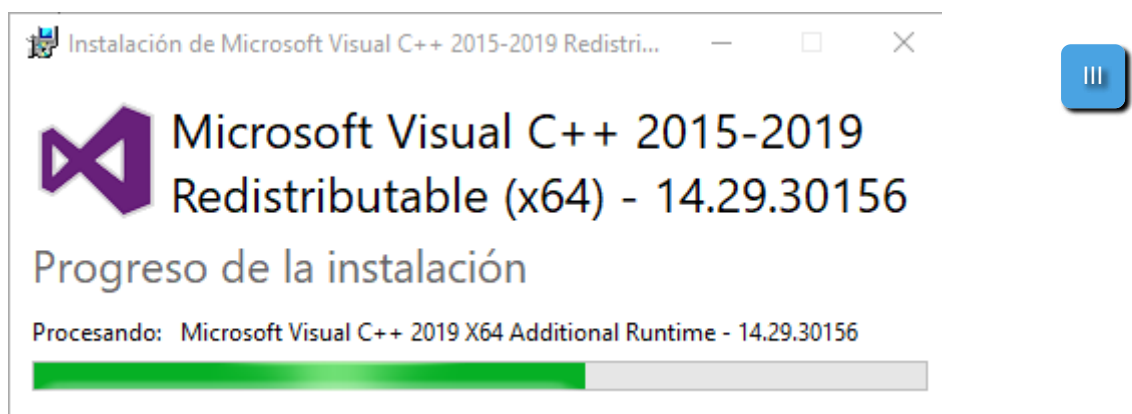 Instalación de Microsoft Visual C++ 2015-2019 Redistri...
III
Microsoft Visual C++ 2015-2019
Redistributable (x64) - 14.29.30156
Progreso de la instalación
Procesando: Microsoft Visual C++ 2019 X64 Additional Runtime - 14.29.30156